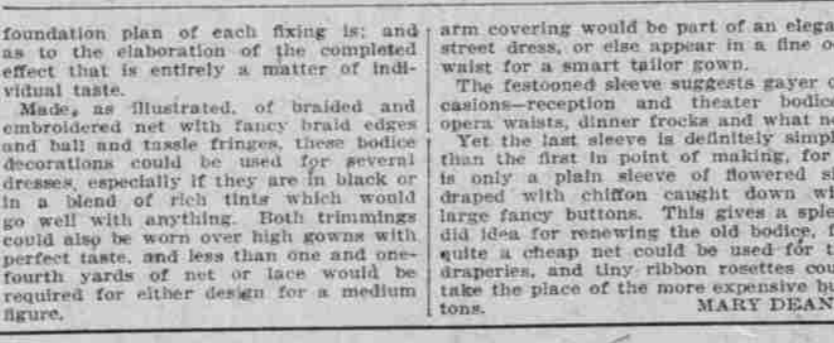 foundation plan of each fixing is; and
as to the elaboration of the completed
effect that is entirely a matter of indi-
vidual taste.
Made, as illustrated, of braided and
embroidered net with fancy braid edges
and ball and tassle fringes, these bodice
decorations could be used for several
dresses, especially if they are in black or
in a blend of rich tints which would
go well with anything. Both trimmings
could also be worn over high gowns with
perfect taste, and less than one and one-
fourth yards of net or lace would be
required for either design for a medium
figure.
arm covering would be part of an elega
street dress, or else appear in a fine o
waist for a smart tailor gown.
The festooned sleeve suggests gayer o
casions—reception and theater bodic
opera waists, dinner frocks and what no
Yet the last sleeve is definitely simpl
than the first in point of making, for
is only a plain sleeve of flowered si
draped with chiffon caught down w
large fancy buttons. This gives a sple
did idea for renewing the old bodice, f
quite a cheap net could be used for t
draperies, and tiny ribbon rosettes cou
take the place of the more expensive bu
tons. MARY DEAN